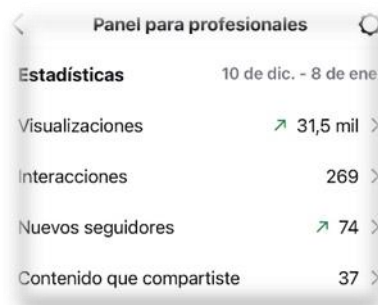 Panel para profesionales
Estadísticas 10 de dic. - 8 de ene
Visualizaciones 31,5 mil
Interacciones 269
Nuevos seguidores 74
Contenido que compartiste 37